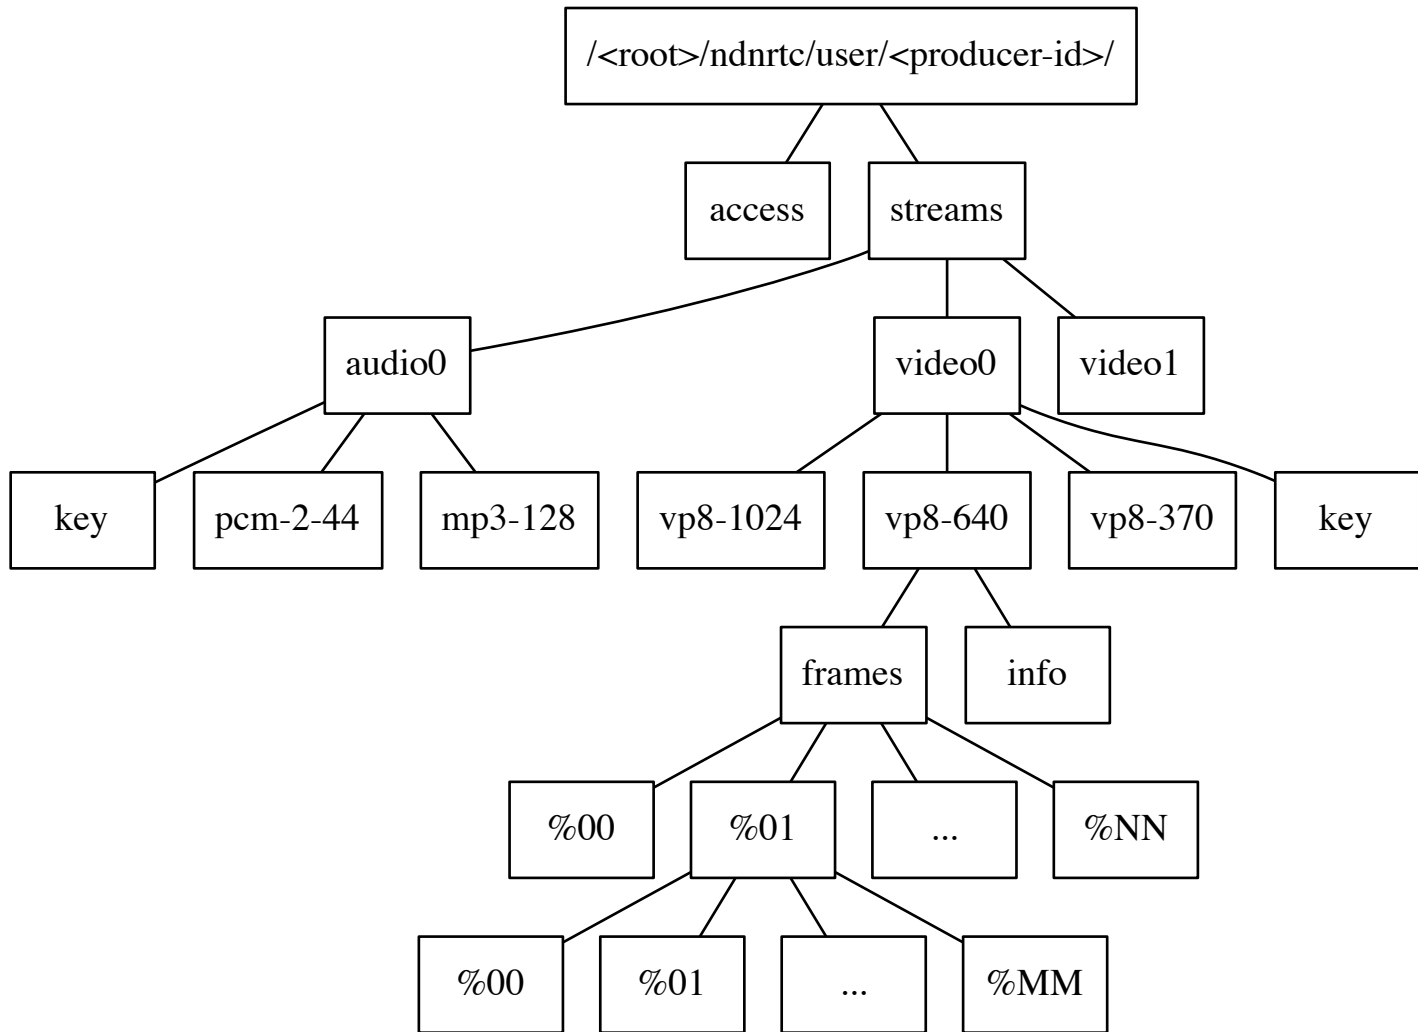 /<root>/ndnrtc/user/<producer-id>/
access
streams
audio0
video0
video1
key
pcm-2-44
mp3-128
vp8-1024
vp8-640
vp8-370
key
frames
info
%00
%01
...
%NN
%00
%01
...
%MM